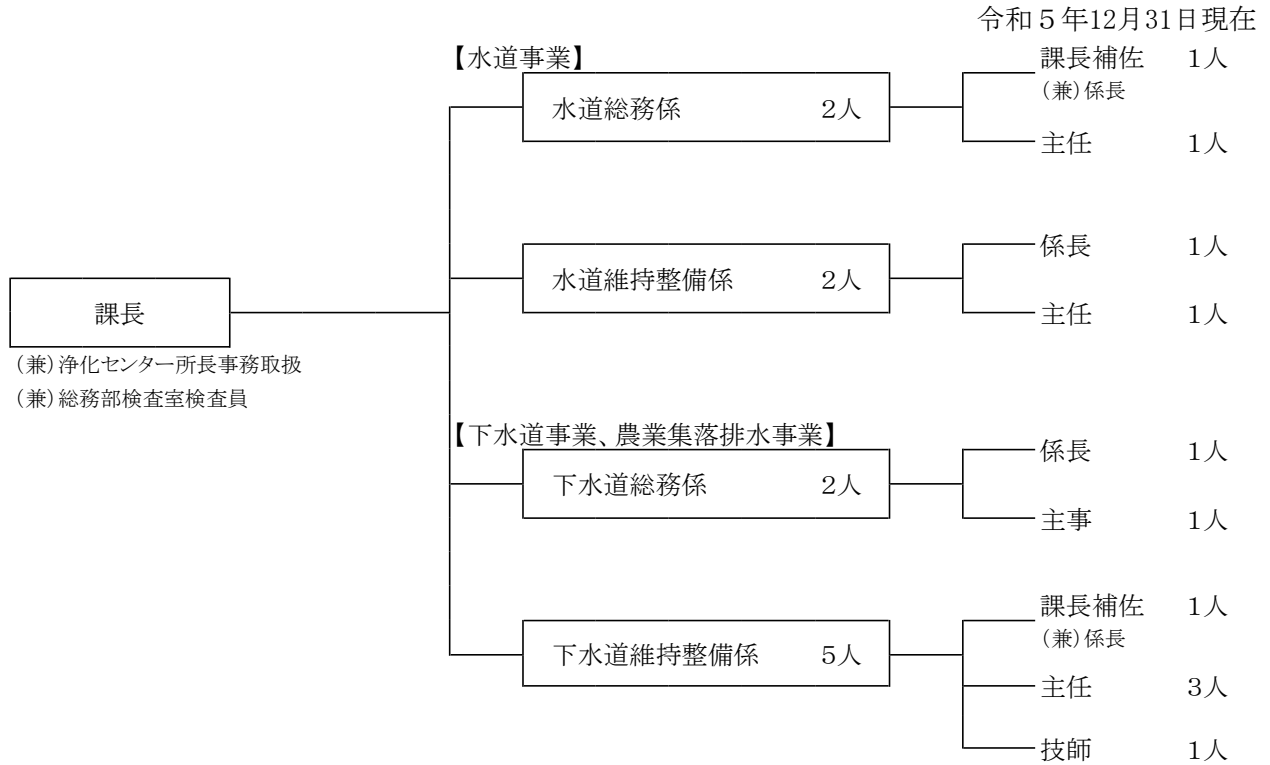 令和５年12月31日現在
【水道事業】
水道総務係　2人
課長補佐　1人
（兼）係長
主任　1人
水道維持整備係　2人
係長　1人
主任　1人
課長
（兼）浄化センター所長事務取扱
（兼）総務部検査室検査員
【下水道事業、農業集落排水事業】
下水道総務係　2人
係長　1人
主事　1人
下水道維持整備係　5人
課長補佐　1人
（兼）係長
主任　3人
技師　1人